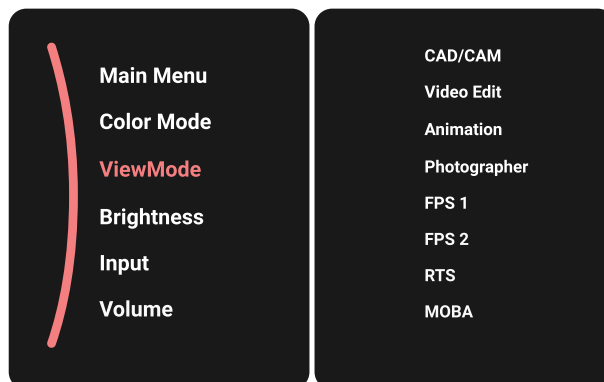 Main Menu
Color Mode
ViewMode
Brightness
Input
Volume
CAD/CAM
Video Edit
Animation
Photographer
FPS 1
FPS 2
RTS
MOBA